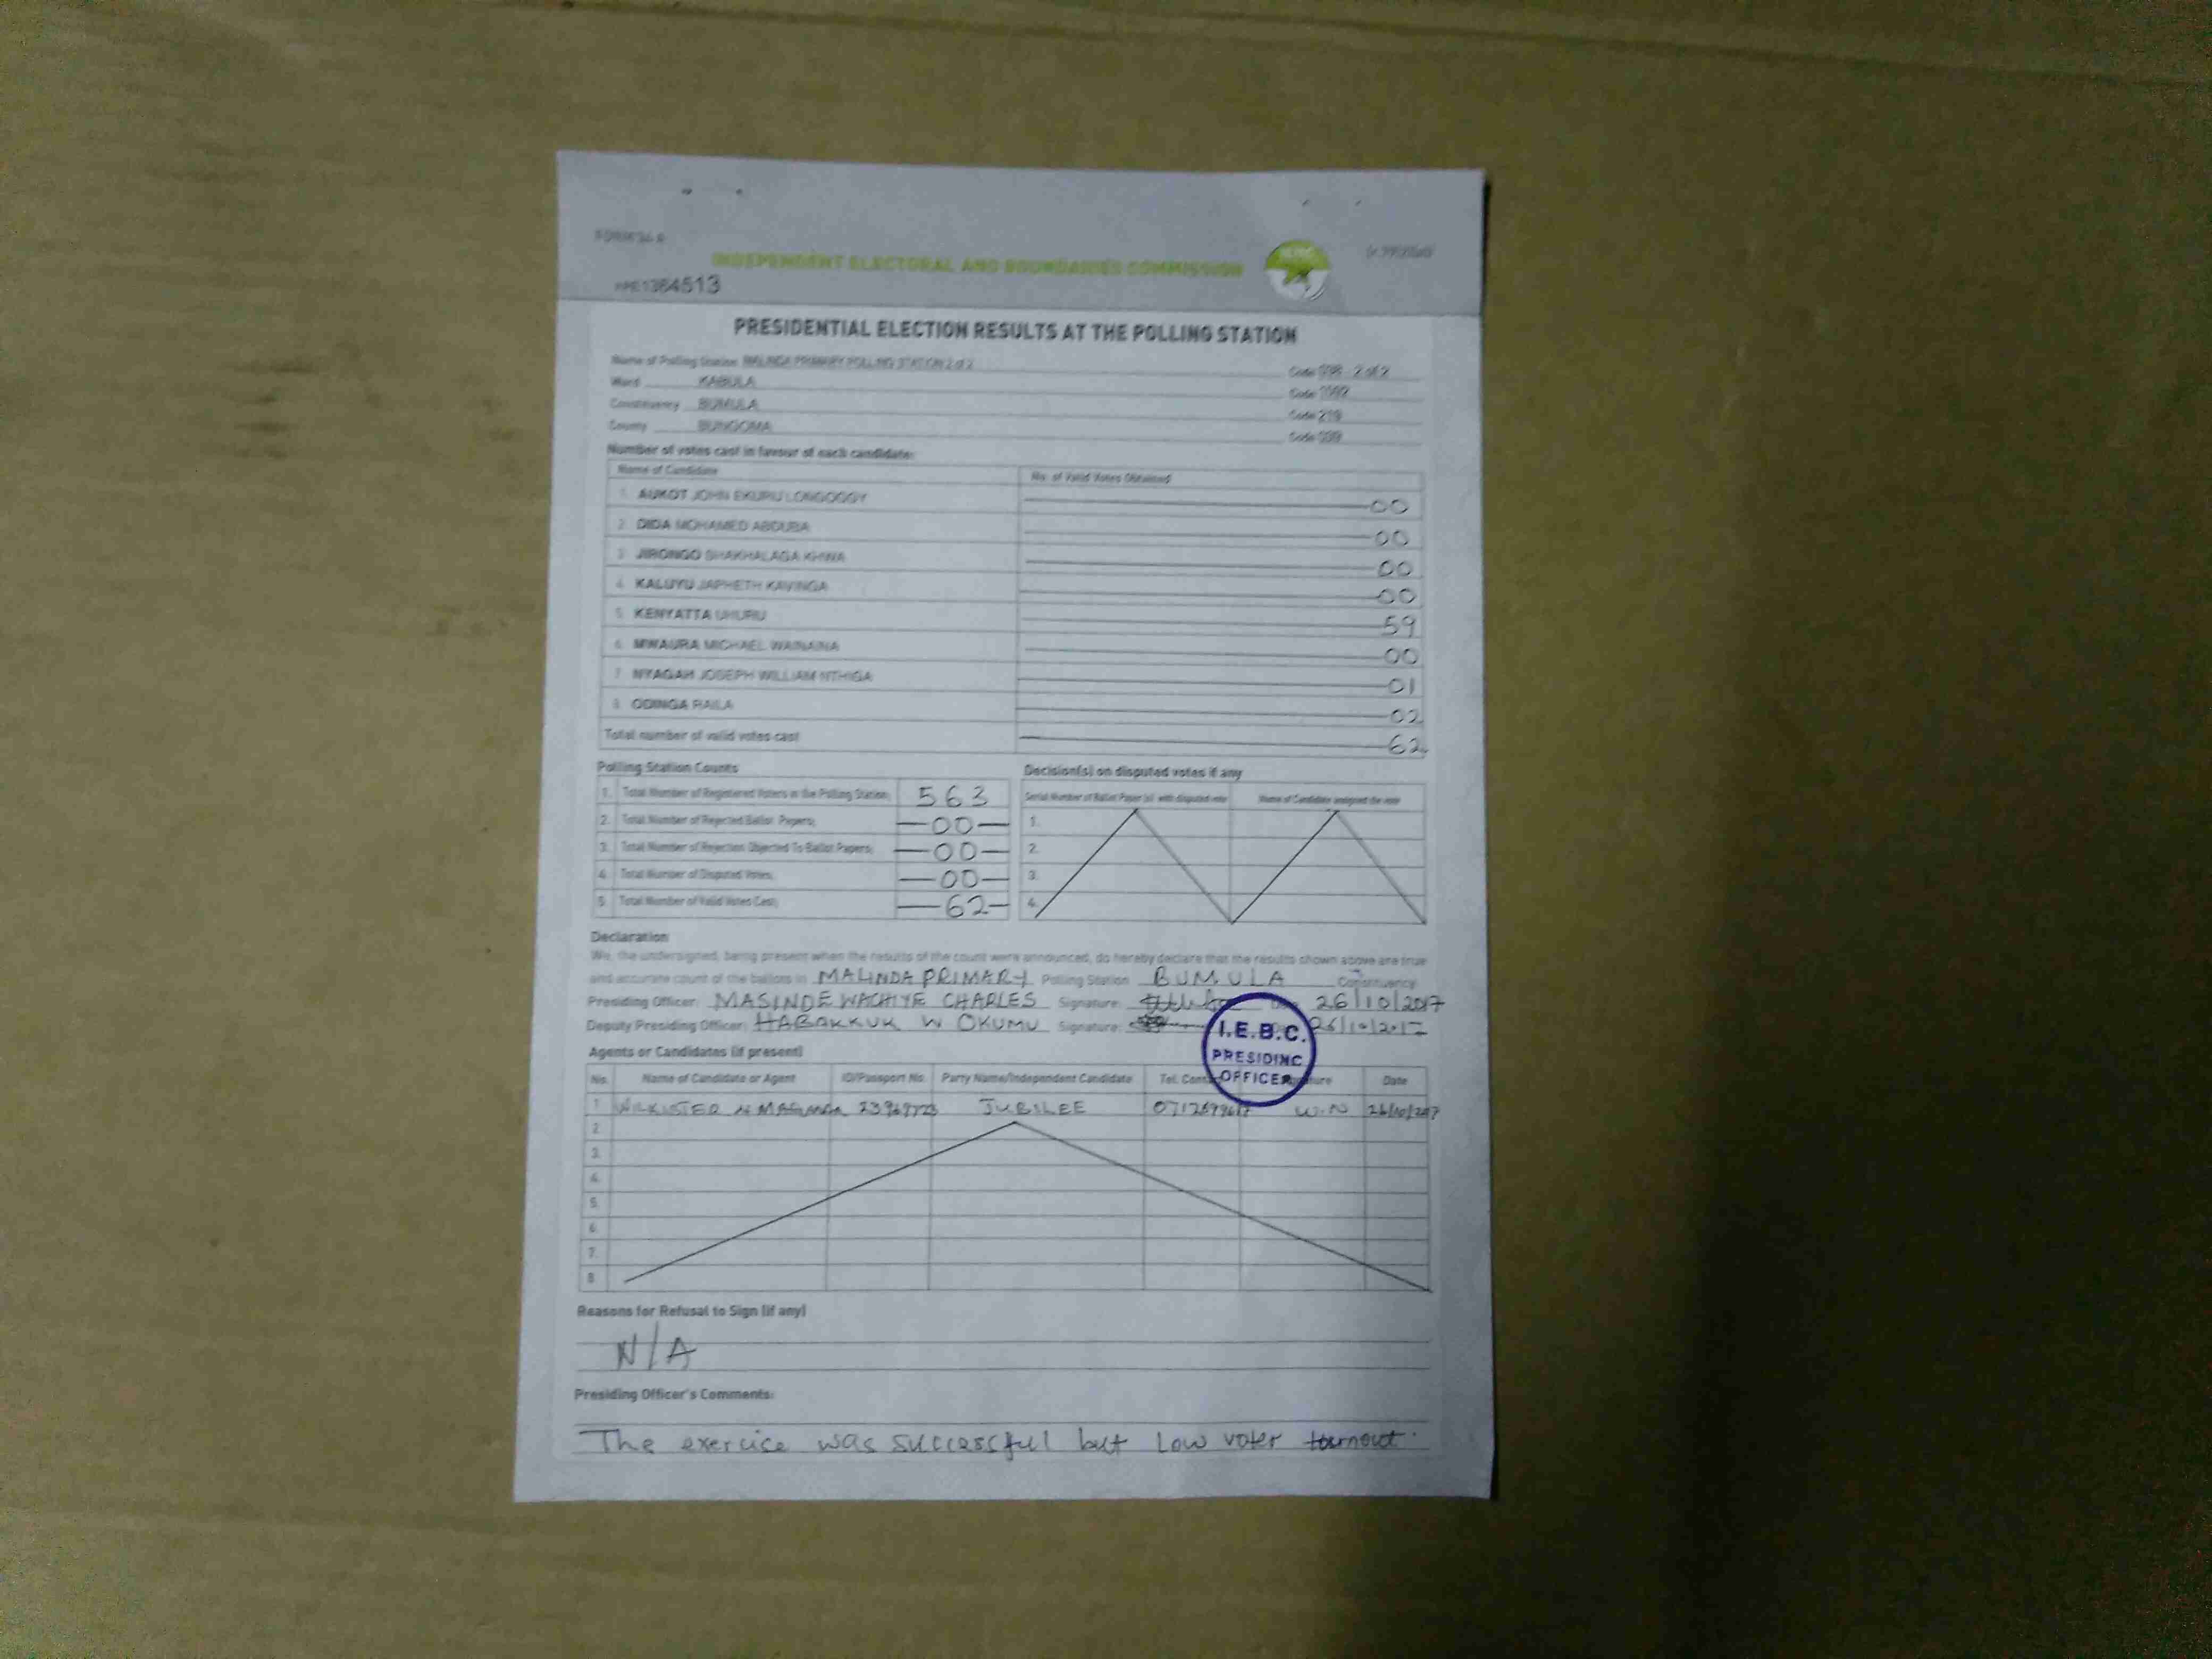 FORM 34 A
INDEPENDENT ELECTORAL AND BOUNDARIES COMMISSION
1364513
PRESIDENTIAL ELECTION RESULTS AT THE POLLING STATION
Name of Polling Station MALINDA PRIMARY POLLING STATION 2 of 2 Code 2 of 2
Ward KABULA Code
Constituency BUMULA Code 219
County BUNGOMA Code 039
Number of votes cast in favour of each candidate:
Name of Candidate No. of Valid Votes Obtained
1. AUKOT JOHN EKURU LONGOGGY 00
2. DIDA MOHAMED ABDUBA 00
3. JIRONGO SHAKHALAGA KHWA 00
4. KALUYU JAPHETH KAVINGA 00
5. KENYATTA UHURU 59
6. MWAURA MICHAEL WAINAINA 00
7. NYAGAH JOSEPH WILLIAM NTHIGA 01
8. ODINGA RAILA 02
Total number of valid votes cast 62
Polling Station Counts
1. Total Number of Registered Voters in the Polling Station; 563
2. Total Number of Rejected Ballot Papers; 00
3. Total Number of Rejection Objected To Ballot Papers; 00
4. Total Number of Disputed Votes; 00
5. Total Number of Valid Votes Cast; 62
Decision(s) on disputed votes if any
Serial Number of Ballot Paper (s) with disputed vote Name of Candidate assigned the vote
1.
2.
3.
4.
Declaration
We, the undersigned, being present when the results of the count were announced, do hereby declare that the results shown above are true
and accurate count of the ballots in MALINDA PRIMARY Polling Station BUMULA Constituency
Presiding Officer: MASINDE WACHIYE CHARLES Signature: 26/10/2017
Deputy Presiding Officer: HABAKKUK W OKUMU Signature: 26/10/2017
I.E.B.C.
PRESIDING
OFFICER
Agents or Candidates (if present)
No. Name of Candidate or Agent ID/Passport No. Party Name/Independent Candidate Tel. Contact Signature Date
1 WILKISTER N JUBILEE W.N 26/10/2017
2.
3.
4.
5.
6.
7.
8
Reasons for Refusal to Sign (if any)
N/A
Presiding Officer's Comments:
The exercise was successful but Low voter tournout.